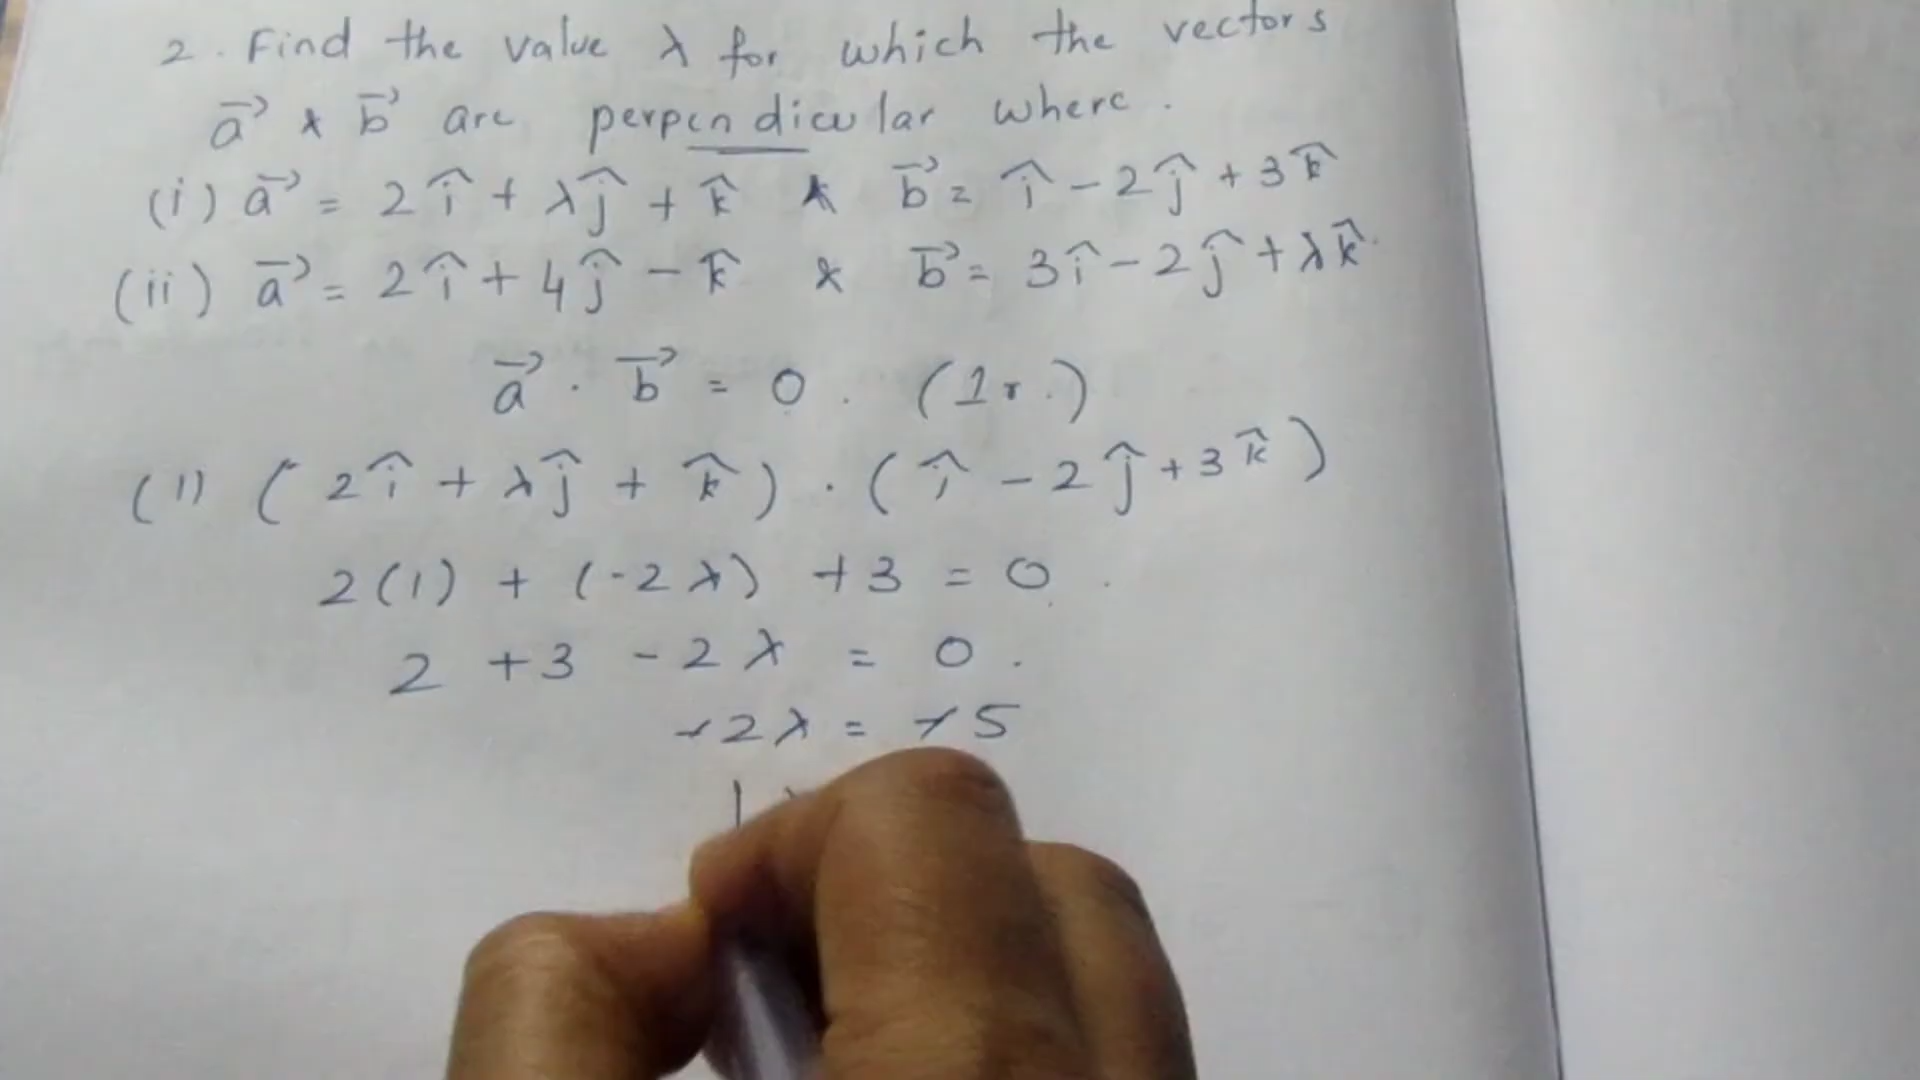 2. Find the value λ for which the vectors
a⃗ & b⃗ are perpendicular where.
(i) a⃗ = 2î + λĵ + k̂ & b⃗ = î - 2ĵ + 3k̂
(ii) a⃗ = 2î + 4ĵ - k̂ & b⃗ = 3î - 2ĵ + λk̂.
a⃗ . b⃗ = 0. (1r.)
(i) (2î + λĵ + k̂) . (î - 2ĵ + 3k̂)
2(1) + (-2λ) + 3 = 0.
2 + 3 - 2λ = 0.
-2λ = -5